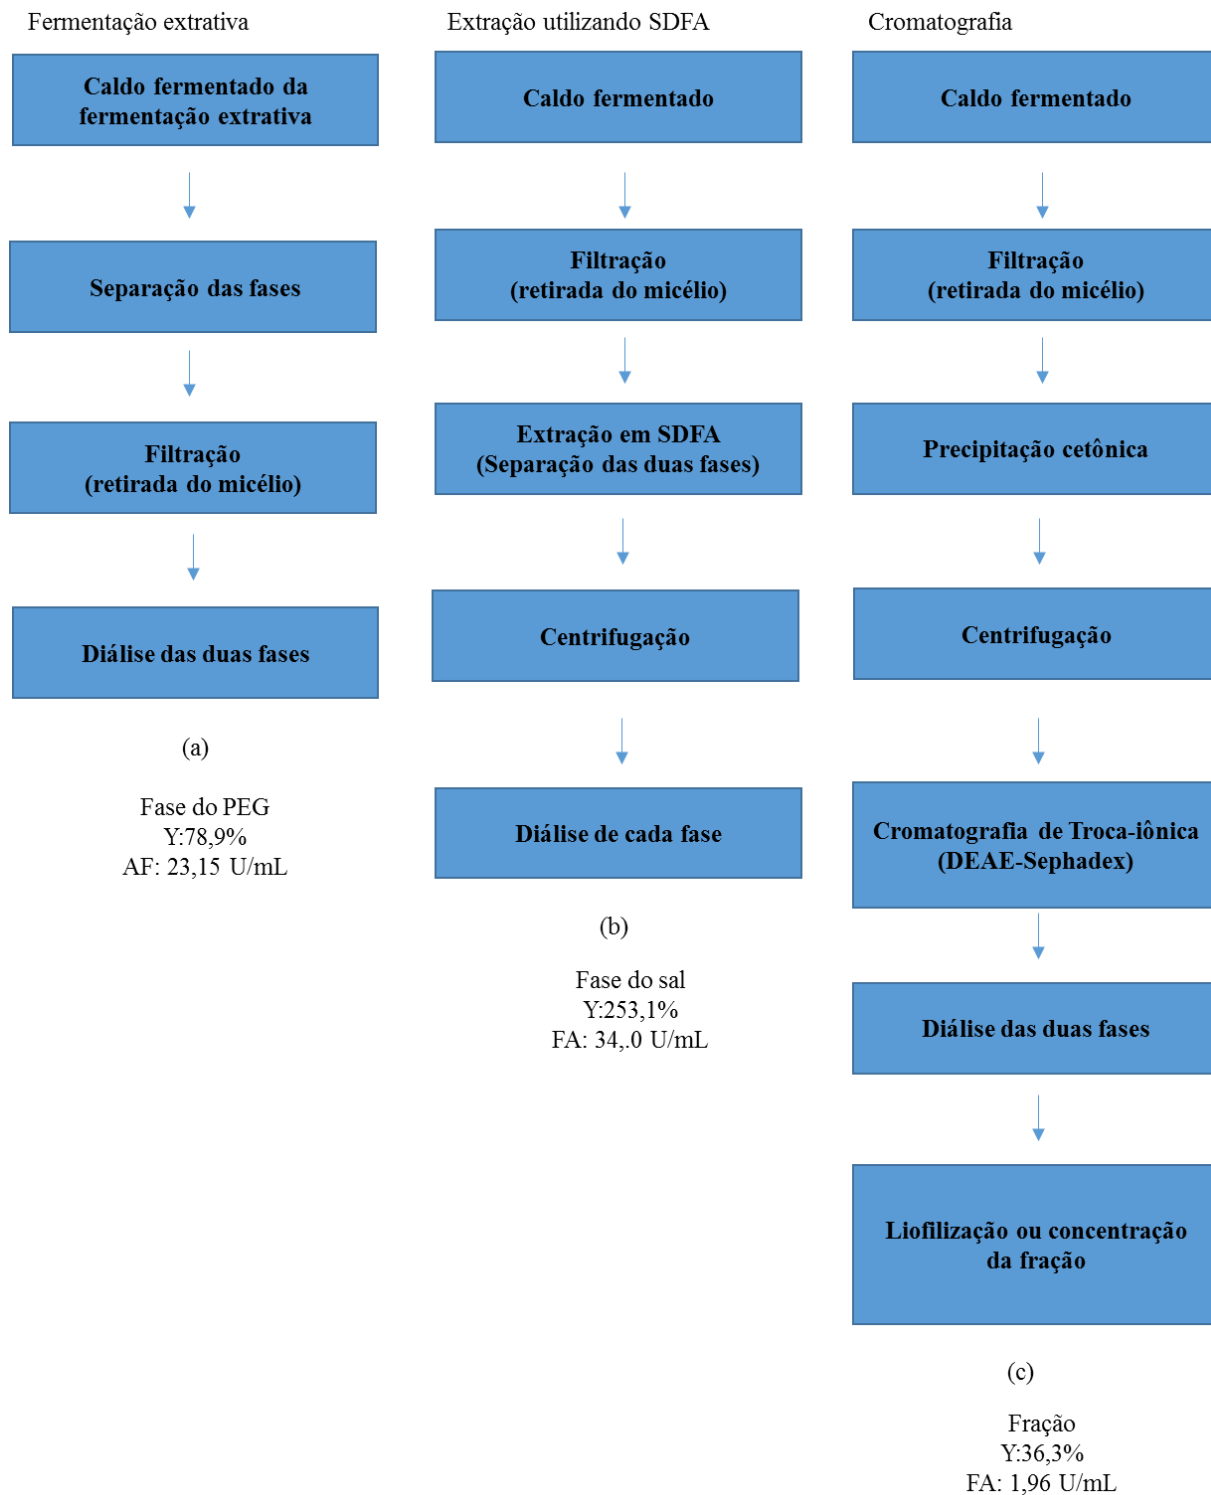 Fermentação extrativa
Caldo fermentado da
fermentação extrativa
Separação das fases
Filtração
(retirada do micélio)
Diálise das duas fases
(a)
Fase do PEG
Y:78,9%
AF: 23,15 U/mL
Extração utilizando SDFA
Caldo fermentado
Filtração
(retirada do micélio)
Extração em SDFA
(Separação das duas fases)
Centrifugação
Diálise de cada fase
(b)
Fase do sal
Y:253,1%
FA: 34,.0 U/mL
Cromatografia
Caldo fermentado
Filtração
(retirada do micélio)
Precipitação cetônica
Centrifugação
Cromatografia de Troca-iônica
(DEAE-Sephadex)
Diálise das duas fases
Liofilização ou concentração
da fração
(c)
Fração
Y:36,3%
FA: 1,96 U/mL